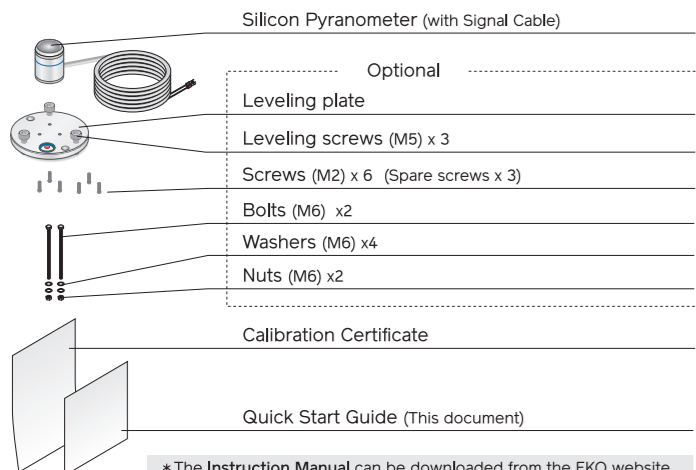 Silicon Pyranometer (with Signal Cable)
Optional
Leveling plate
Leveling screws (M5) x 3
Screws (M2) x 6 (Spare screws x 3)
Bolts (M6) x2
Washers (M6) x4
Nuts (M6) x2
Calibration Certificate
Quick Start Guide (This document)
*The Instruction Manual can be downloaded from the EKO website